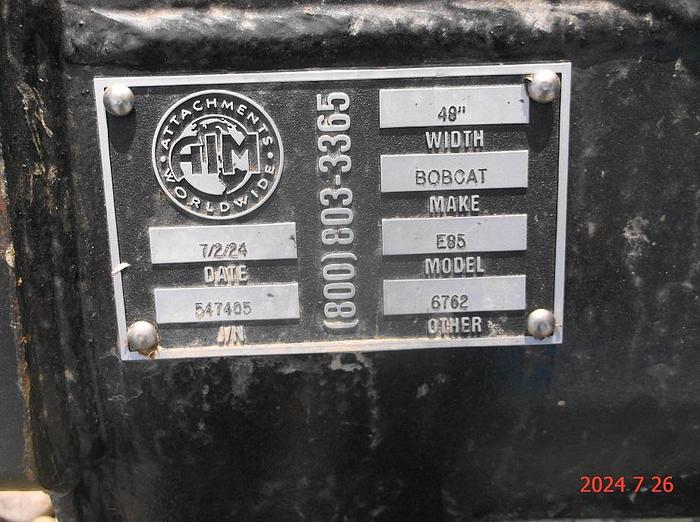 ATTACHMENTS
AIM
WORLDWIDE
7/2/24
DATE
547405
J/N
(800)803-3365
48"
WIDTH
BOBCAT
MAKE
E85
MODEL
6762
OTHER
2024 7 26